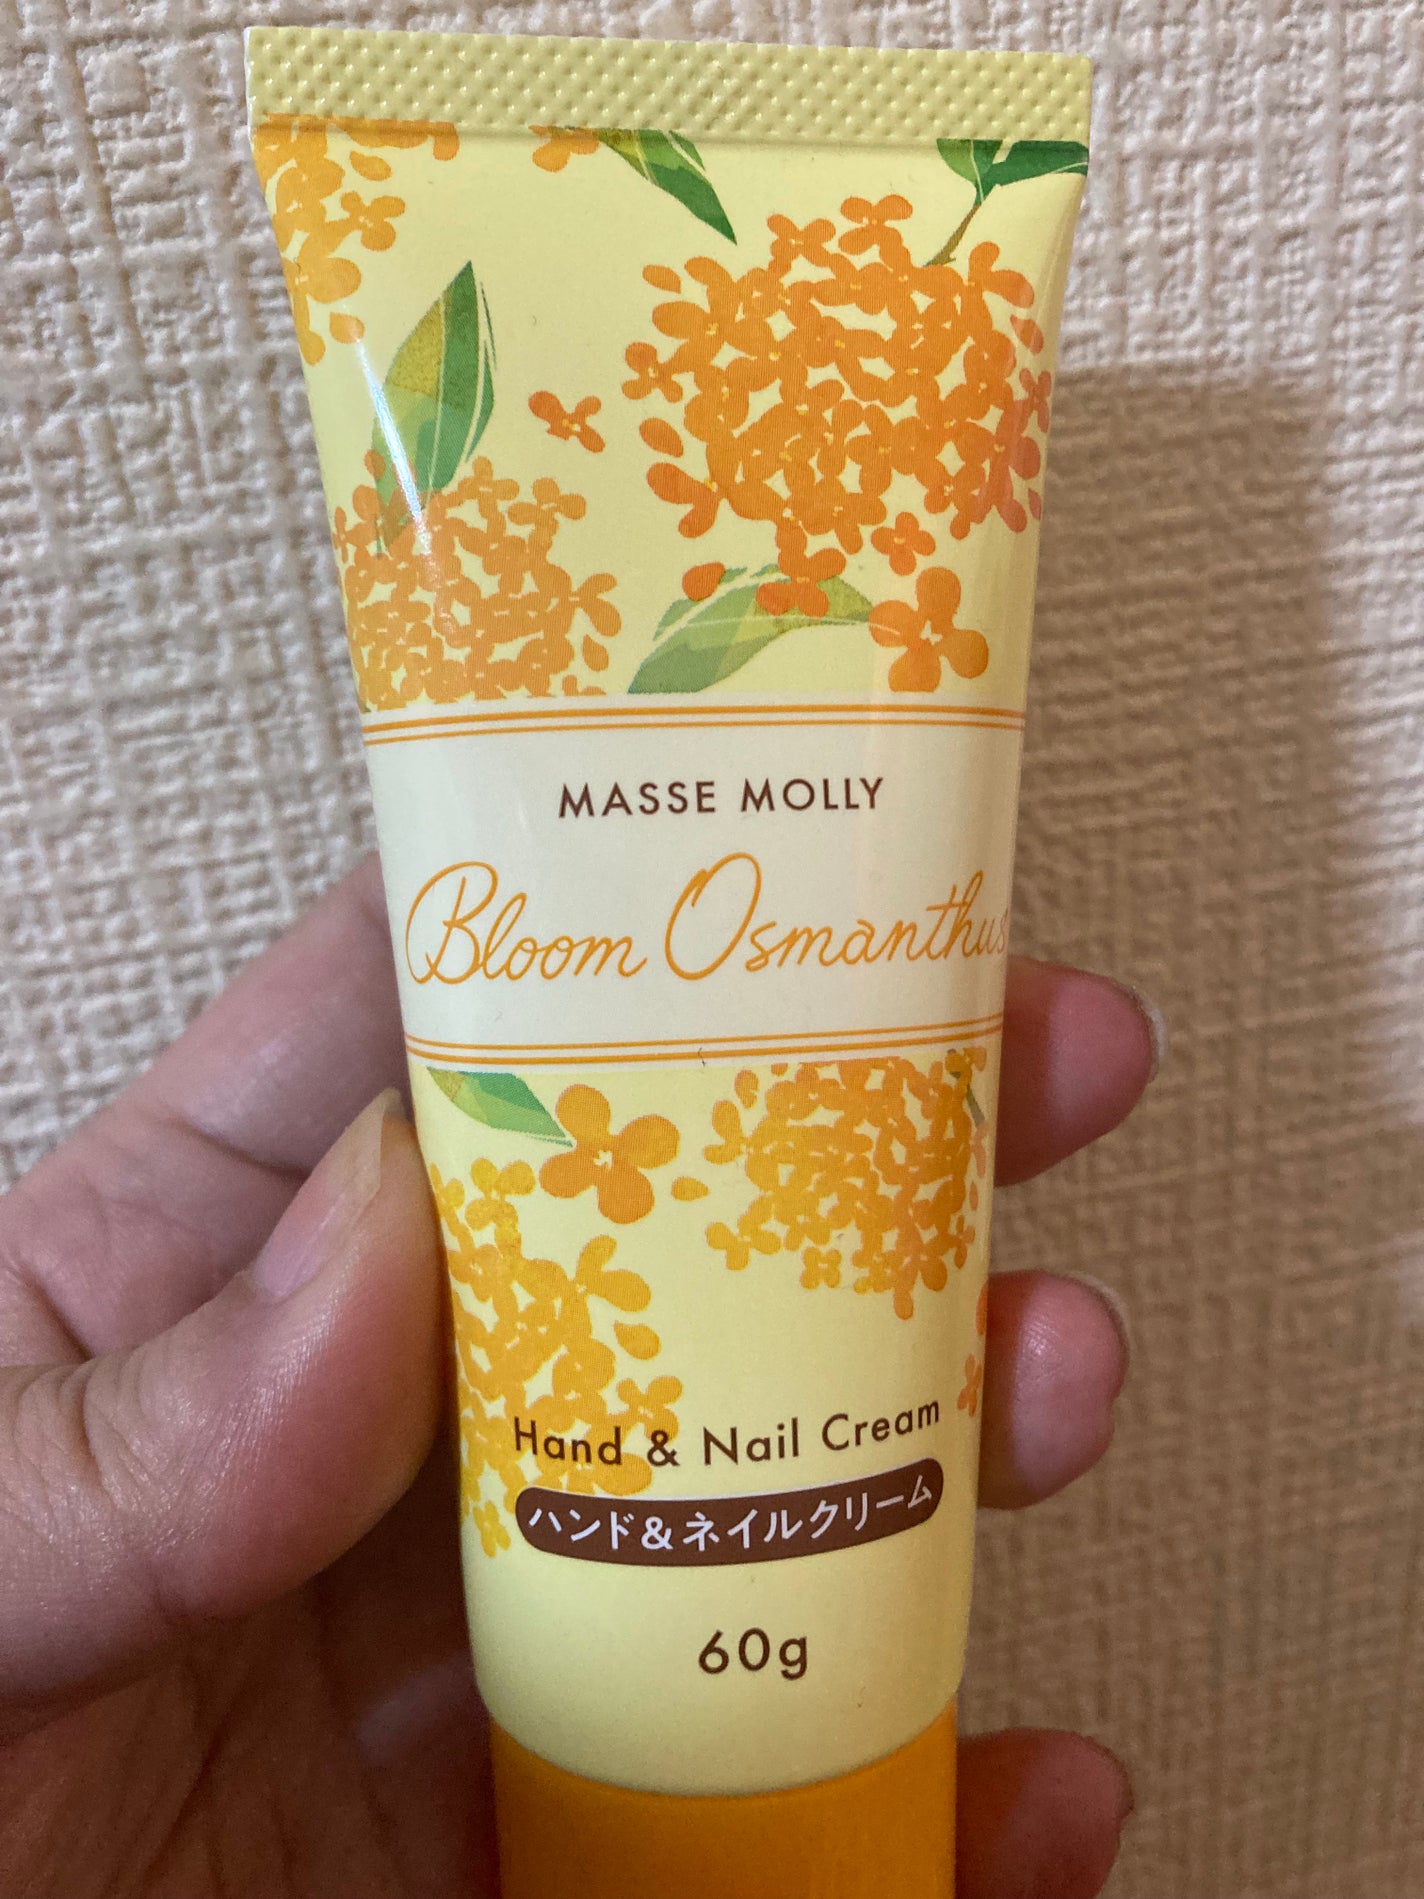 MASSE MOLLY
Bloom Osmanthus
Hand & Nail Cream
ハンド&ネイルクリーム
60g